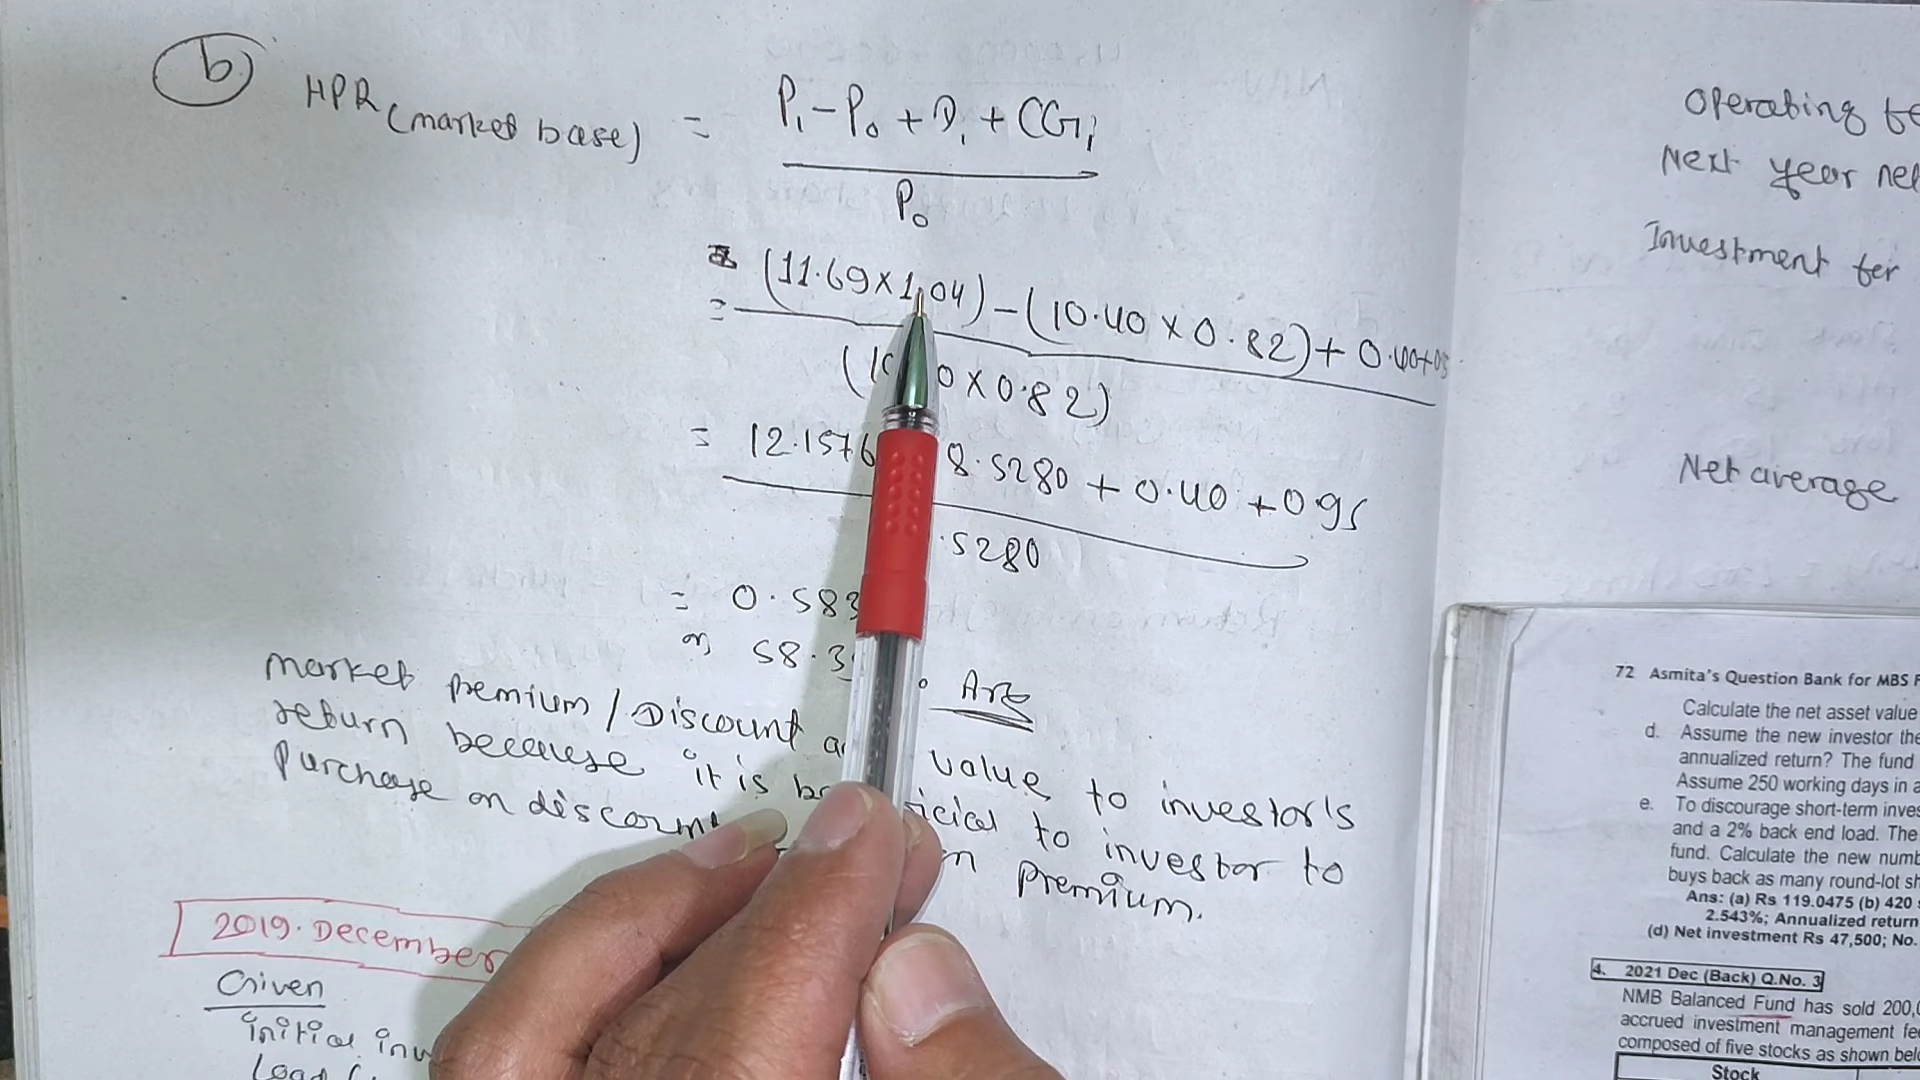 b)
HPR (market base) = P₁ - P₀ + D₁ + CG₁
P₀
= (11.69 × 1.04) - (10.40 × 0.82) + 0.40 +
(10 0 × 0.82)
= 12.1576 8.5280 + 0.40 + 0.95
.5280
= 0.583
or 58.3 Ans
market premium / Discount value to investor's
return because it is to investor to
purchase on discount premium.
2019. December
Given
initial
Operating
Next year
Investment
Net average
72 Asmita's Question Bank for MBS
Calculate the net asset value
d. Assume the new investor the
annualized return? The fund
Assume 250 working days in a
e. To discourage short-term
and a 2% back end load. The
fund. Calculate the new
buys back as many round-lot
Ans: (a) Rs 119.0475 (b) 420
2.543%; Annualized return
(d) Net investment Rs 47,500; No.
4. 2021 Dec (Back) Q.No. 3
NMB Balanced Fund has sold 200,
accrued investment management
composed of five stocks as shown
Stock